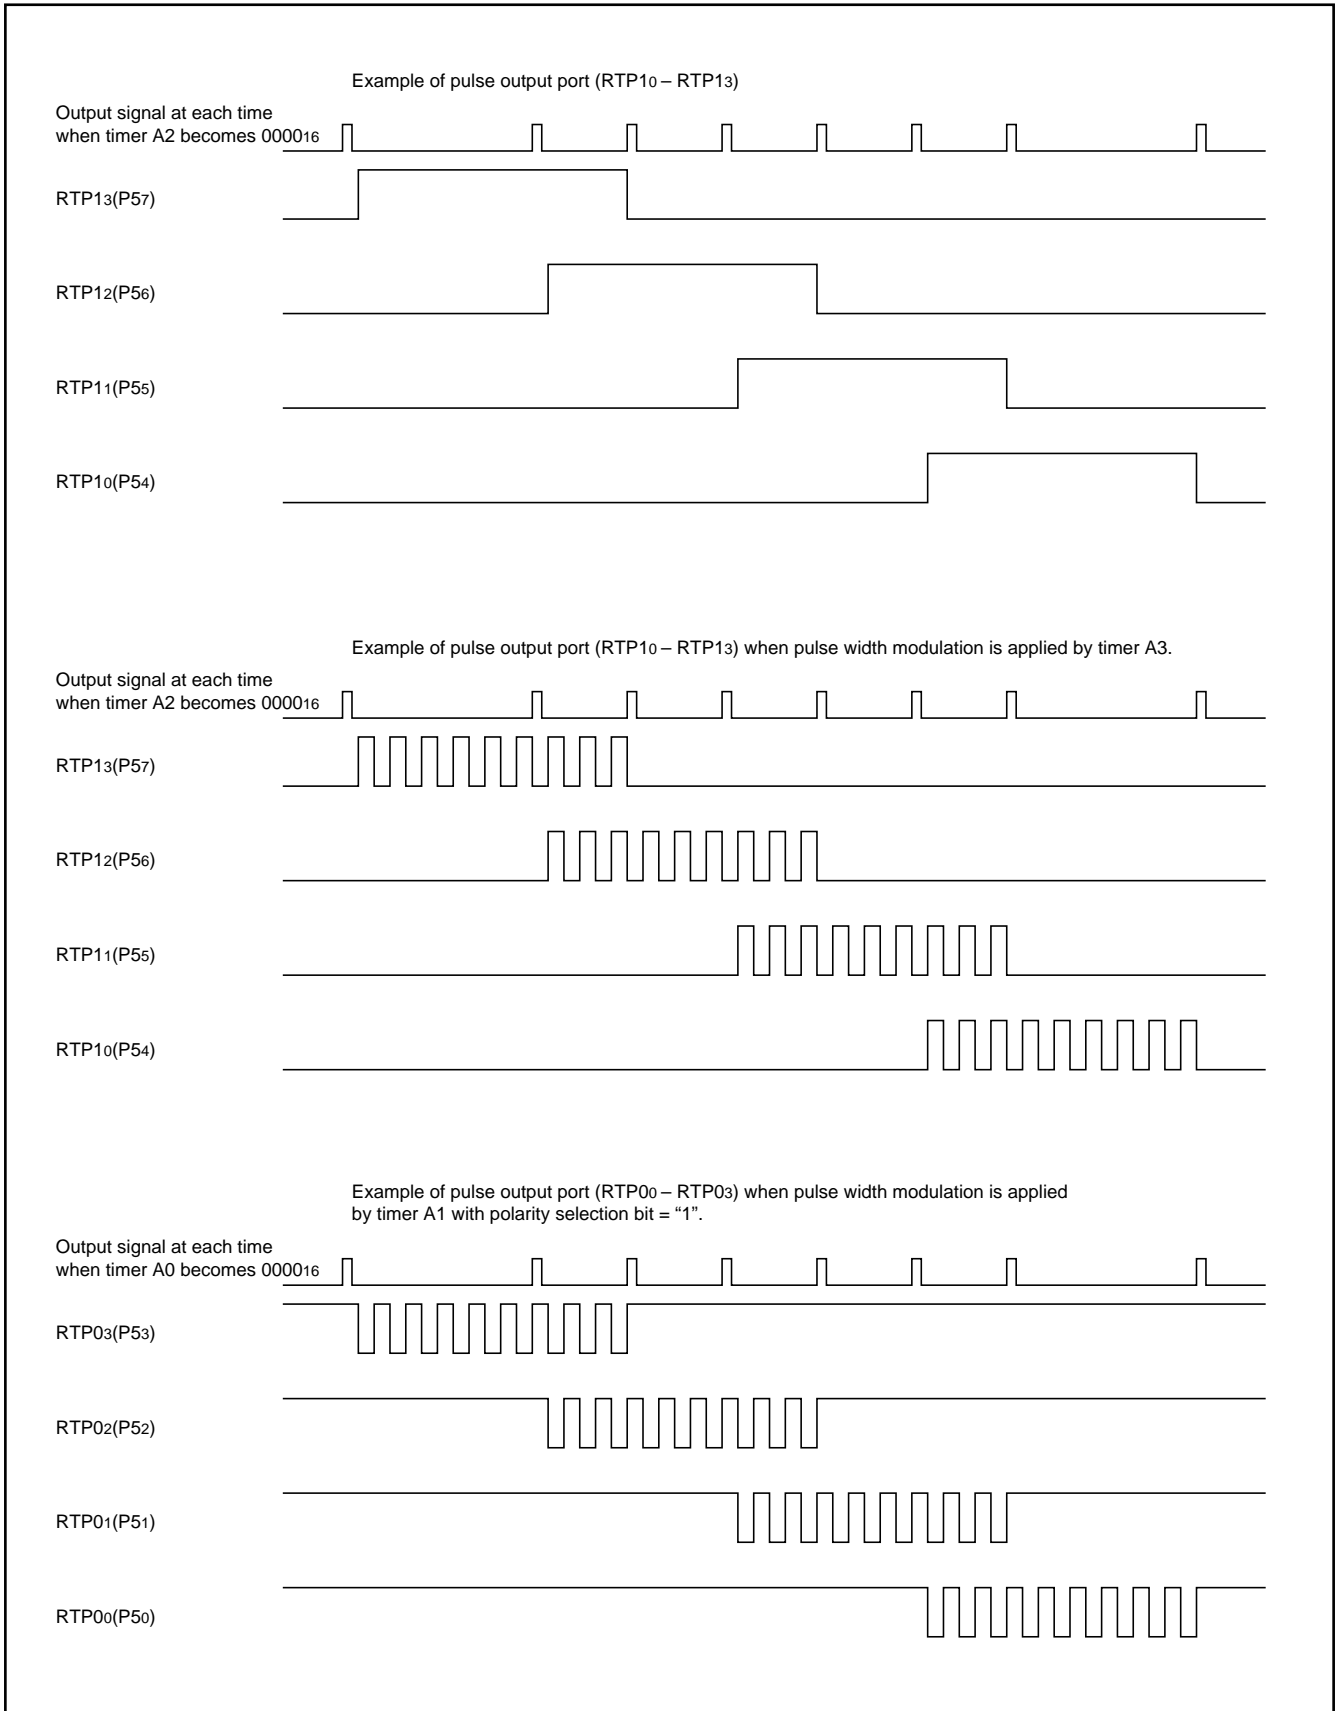 Example of pulse output port (RTP10 – RTP13)
Output signal at each time
when timer A2 becomes 000016
RTP13(P57)
RTP12(P56)
RTP11(P55)
RTP10(P54)
Example of pulse output port (RTP10 – RTP13) when pulse width modulation is applied by timer A3.
Output signal at each time
when timer A2 becomes 000016
RTP13(P57)
RTP12(P56)
RTP11(P55)
RTP10(P54)
Example of pulse output port (RTP00 – RTP03) when pulse width modulation is applied
by timer A1 with polarity selection bit = “1”.
Output signal at each time
when timer A0 becomes 000016
RTP03(P53)
RTP02(P52)
RTP01(P51)
RTP00(P50)